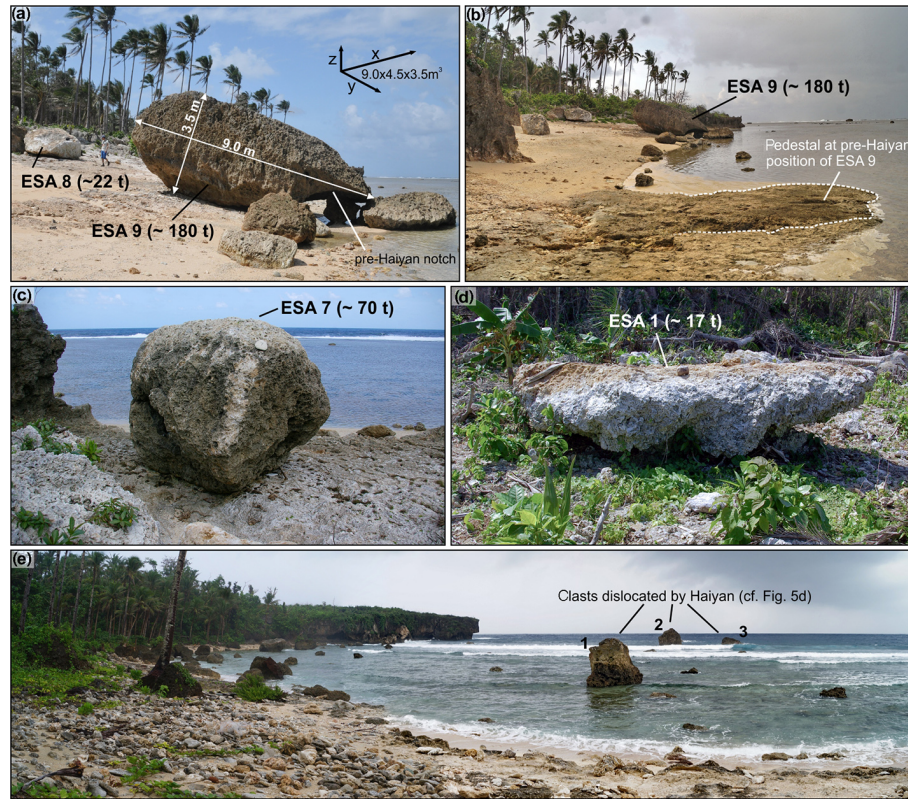 (a)
z
x
9.0x4.5x3.5m³
y
3.5 m
9.0 m
ESA 8 (~22 t)
ESA 9 (~ 180 t)
pre-Haiyan notch
(b)
ESA 9 (~ 180 t)
Pedestal at pre-Haiyan
position of ESA 9
(c)
ESA 7 (~ 70 t)
(d)
ESA 1 (~ 17 t)
(e)
Clasts dislocated by Haiyan (cf. Fig. 5d)
1
2
3